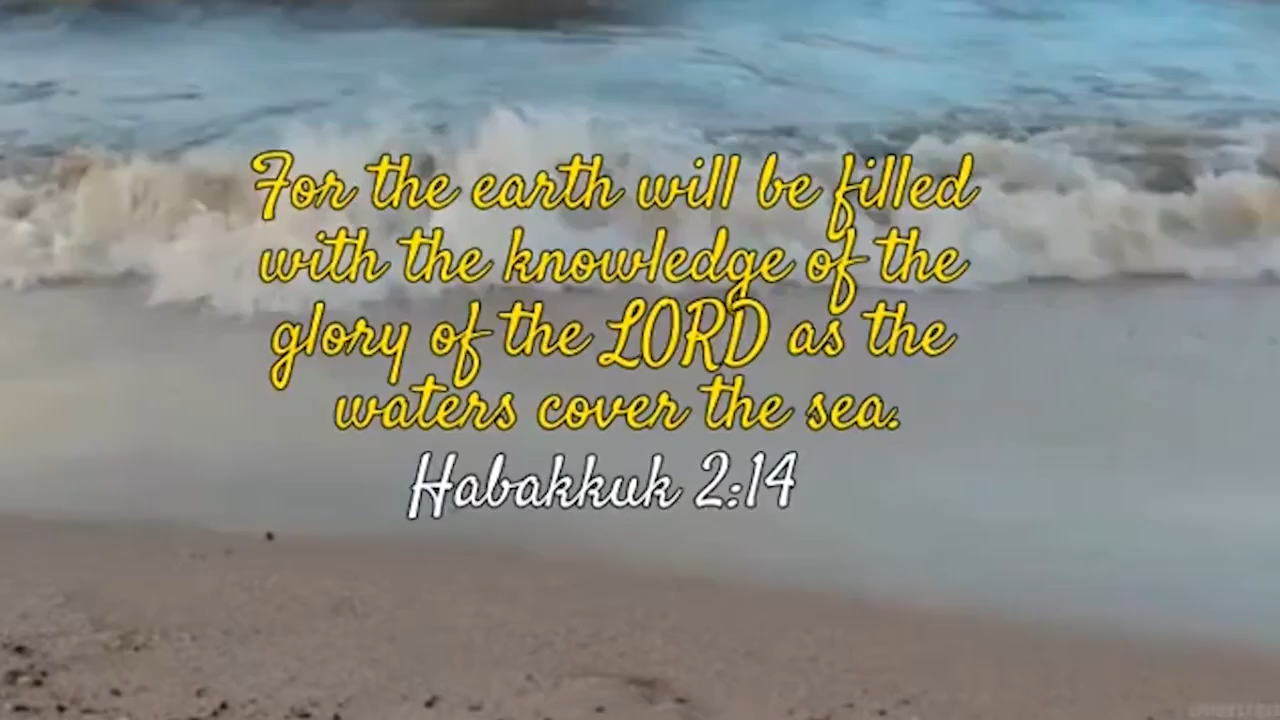 For the earth will be filled
with the knowledge of the
glory of the LORD as the
waters cover the sea.
Habakkuk 2:14